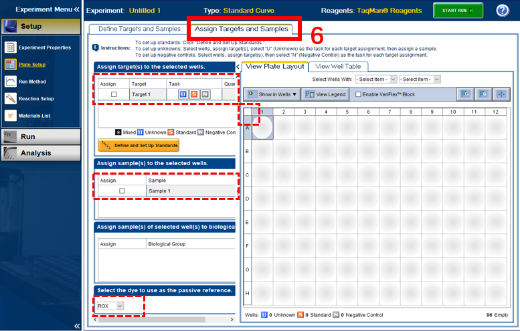 Experiment Menu «
Experiment: Untitled 1
Type: Standard Curve
Reagents: TaqMan® Reagents
START RUN
Setup
Experiment Properties
Plate Setup
Run Method
Reaction Setup
Materials List
Run
Analysis
«
Define Targets and Samples
Assign Targets and Samples
6
Instructions:
To set up standards: Click "Define and Set Up Standards."
To set up unknowns: Select wells, assign target(s), select "U" (Unknown) as the task for each target assignment, then assign a sample.
To set up negative controls: Select wells, assign target(s), then select "N" (Negative Control) as the task for each target assignment.
Assign target(s) to the selected wells.
Assign
Target
Task
Quan
Target 1
U S N
Mixed U Unknown S Standard N Negative Con
Define and Set Up Standards
Assign sample(s) to the selected wells.
Assign
Sample
Sample 1
Assign sample(s) of selected well(s) to biologica
Assign
Biological Group
Select the dye to use as the passive reference.
ROX
View Plate Layout
View Well Table
Select Wells With: - Select Item - - Select Item -
Show in Wells ▼
View Legend
Enable VeriFlex™ Block
1 2 3 4 5 6 7 8 9 10 11 12
A
B
C
D
E
F
G
H
Wells: U 0 Unknown S 0 Standard N 0 Negative Control
96 Empty